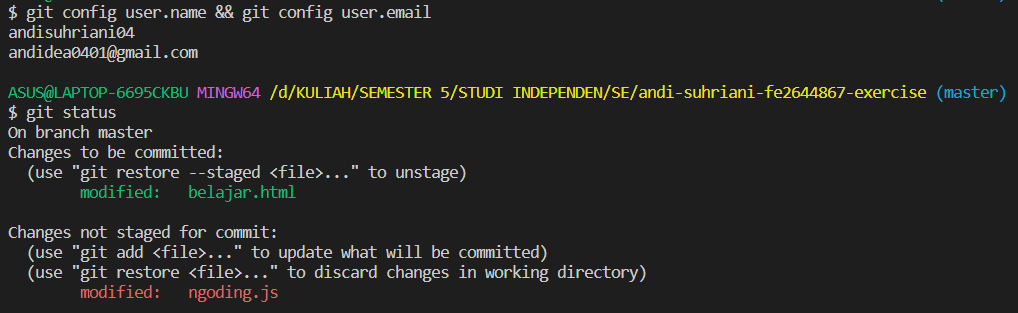 $ git config user.name && git config user.email
andisuhriani04
andidea0401@gmail.com
ASUS@LAPTOP-6695CKBU MINGW64 /d/KULIAH/SEMESTER 5/STUDI INDEPENDEN/SE/andi-suhriani-fe2644867-exercise (master)
$ git status
On branch master
Changes to be committed:
  (use "git restore --staged <file>..." to unstage)
        modified:   belajar.html
Changes not staged for commit:
  (use "git add <file>..." to update what will be committed)
  (use "git restore <file>..." to discard changes in working directory)
        modified:   ngoding.js